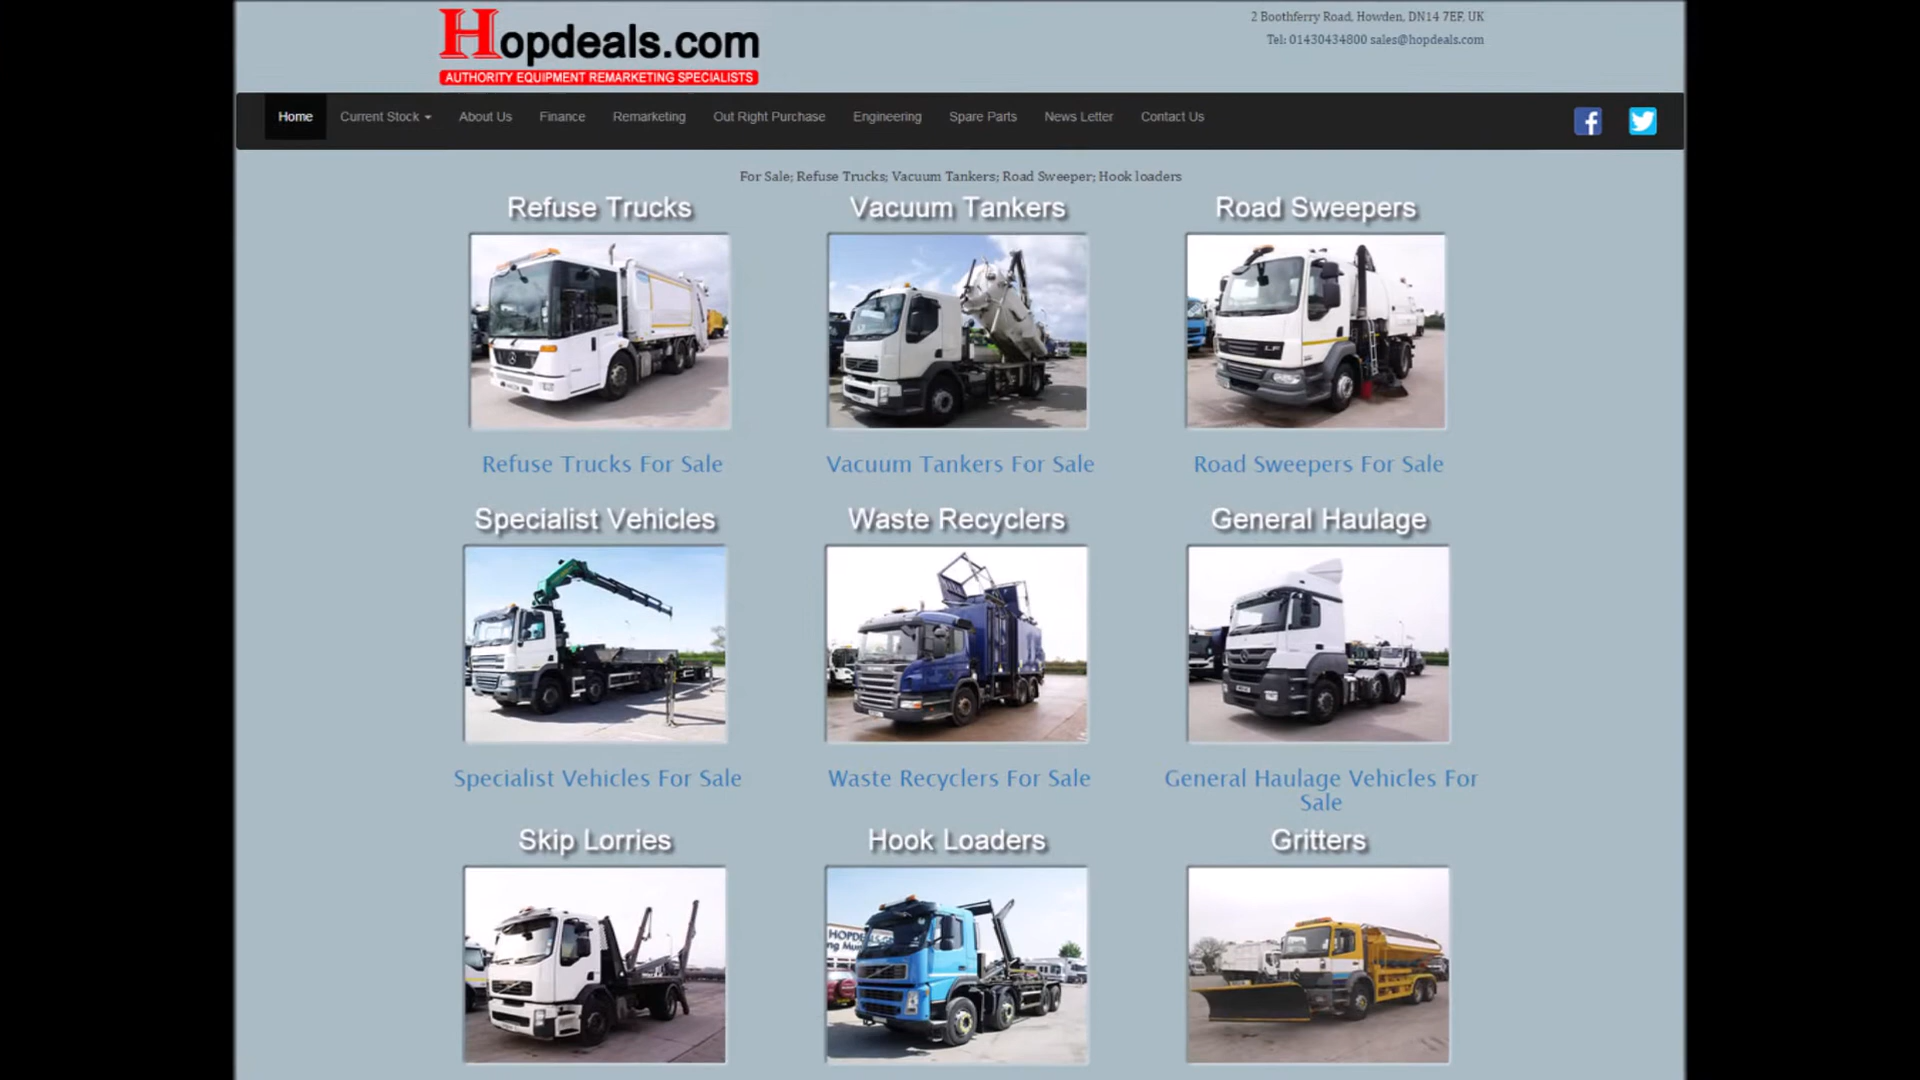 Hopdeals.com
AUTHORITY EQUIPMENT REMARKETING SPECIALISTS
2 Boothferry Road, Howden, DN14 7EF, UK
Tel: 01430434800 sales@hopdeals.com
Home Current Stock About Us Finance Remarketing Out Right Purchase Engineering Spare Parts News Letter Contact Us
For Sale; Refuse Trucks; Vacuum Tankers; Road Sweeper; Hook loaders
Refuse Trucks Vacuum Tankers Road Sweepers
Refuse Trucks For Sale Vacuum Tankers For Sale Road Sweepers For Sale
Specialist Vehicles Waste Recyclers General Haulage
Specialist Vehicles For Sale Waste Recyclers For Sale General Haulage Vehicles For
Sale
Skip Lorries Hook Loaders Gritters